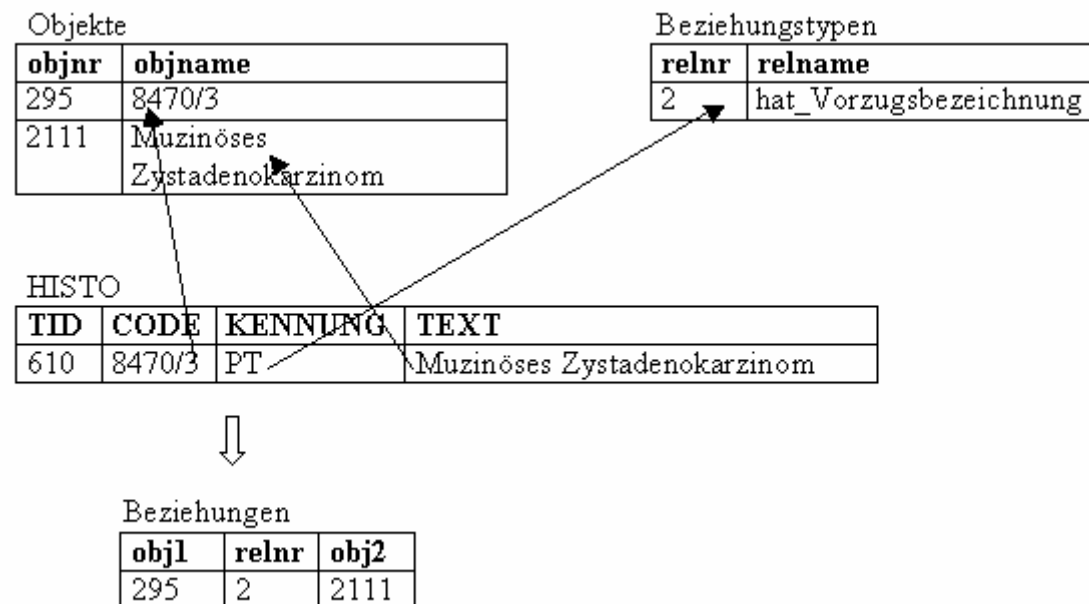 Objekte
objnr objname
295 8470/3
2111 Muzinöses
Zystadenokarzinom
Beziehungstypen
relnr relname
2 hat_Vorzugsbezeichnung
HISTO
TID CODE KENNUNG TEXT
610 8470/3 PT Muzinöses Zystadenokarzinom
Beziehungen
obj1 relnr obj2
295 2 2111